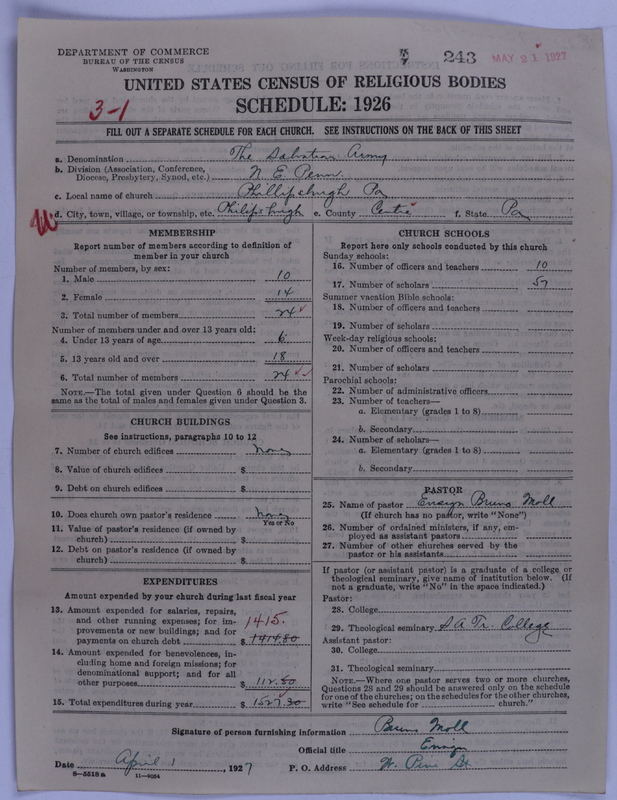 DEPARTMENT OF COMMERCE
BUREAU OF THE CENSUS
WASHINGTON
243 MAY 21 1927
UNITED STATES CENSUS OF RELIGIOUS BODIES
SCHEDULE: 1926
3-1
FILL OUT A SEPARATE SCHEDULE FOR EACH CHURCH. SEE INSTRUCTIONS ON THE BACK OF THIS SHEET
a. Denomination The Salvation Army
b. Division (Association, Conference,
Diocese, Presbytery, Synod, etc.) N. E. Penn.
c. Local name of church Phillipsburgh Pa
d. City, town, village, or township, etc. Philipsburgh e. County Centre f. State Pa
MEMBERSHIP
Report number of members according to definition of
member in your church
Number of members, by sex:
1. Male 10
2. Female 14
3. Total number of members 24
Number of members under and over 13 years old:
4. Under 13 years of age 6
5. 13 years old and over 18
6. Total number of members 24
NOTE.—The total given under Question 6 should be the
same as the total of males and females given under Question 3.
CHURCH BUILDINGS
See instructions, paragraphs 10 to 12
7. Number of church edifices None
8. Value of church edifices $
9. Debt on church edifices $
10. Does church own pastor's residence None
Yes or No
11. Value of pastor's residence (if owned by
church) $
12. Debt on pastor's residence (if owned by
church) $
EXPENDITURES
Amount expended by your church during last fiscal year
13. Amount expended for salaries, repairs,
and other running expenses; for im-
provements or new buildings; and for
payments on church debt $ 1414.80
1415.
14. Amount expended for benevolences, in-
cluding home and foreign missions; for
denominational support; and for all
other purposes $ 112.50
15. Total expenditures during year $ 1527.30
CHURCH SCHOOLS
Report here only schools conducted by this church
Sunday schools:
16. Number of officers and teachers 10
17. Number of scholars 57
Summer vacation Bible schools:
18. Number of officers and teachers
19. Number of scholars
Week-day religious schools:
20. Number of officers and teachers
21. Number of scholars
Parochial schools:
22. Number of administrative officers
23. Number of teachers—
a. Elementary (grades 1 to 8)
b. Secondary
24. Number of scholars—
a. Elementary (grades 1 to 8)
b. Secondary
PASTOR
25. Name of pastor Ensign Bruno Moll
(If church has no pastor, write "None")
26. Number of ordained ministers, if any, em-
ployed as assistant pastors
27. Number of other churches served by the
pastor or his assistants
If pastor (or assistant pastor) is a graduate of a college or
theological seminary, give name of institution below. (If
not a graduate, write "No" in the space indicated.)
Pastor:
28. College
29. Theological seminary S A Tr. College
Assistant pastor:
30. College
31. Theological seminary
NOTE.—Where one pastor serves two or more churches,
Questions 28 and 29 should be answered only on the schedule
for one of the churches; on the schedules for the other churches,
write "See schedule for church."
Signature of person furnishing information Bruno Moll
Official title Ensign
Date April 1, 1927 P. O. Address W. Pine St.
8-5518a 11-9354